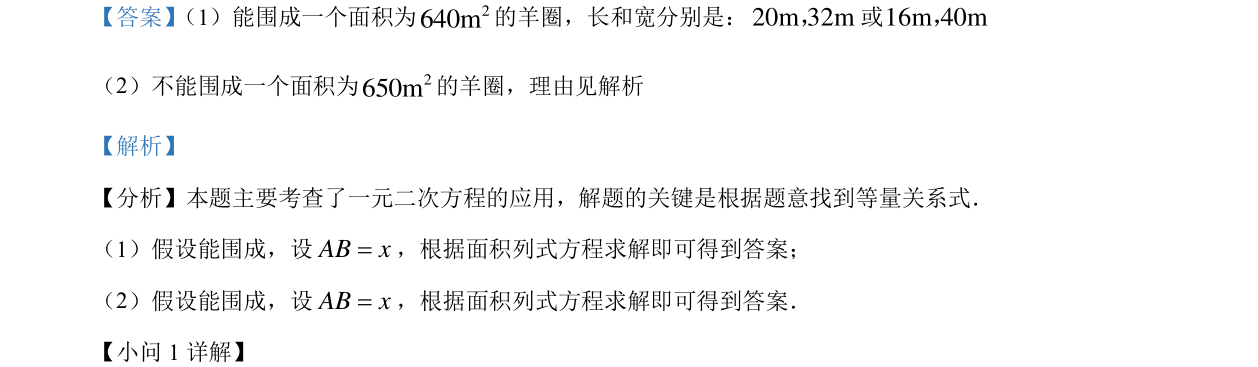 【答案】（1）能围成一个面积为640m²的羊圈，长和宽分别是：20m,32m或16m,40m
（2）不能围成一个面积为650m²的羊圈，理由见解析
【解析】
【分析】本题主要考查了一元二次方程的应用，解题的关键是根据题意找到等量关系式．
（1）假设能围成，设AB=x，根据面积列式方程求解即可得到答案；
（2）假设能围成，设AB=x，根据面积列式方程求解即可得到答案．
【小问 1 详解】